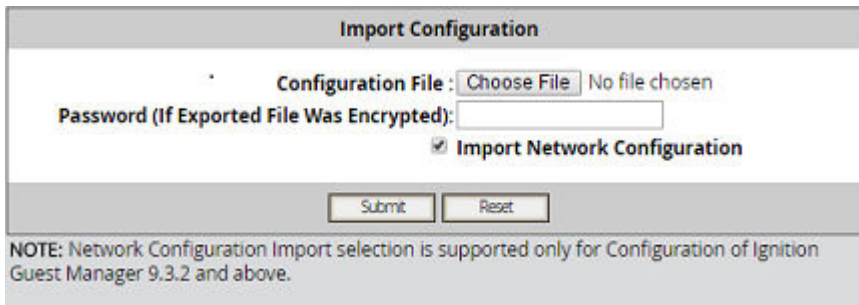 Import Configuration
Configuration File : Choose File No file chosen
Password (If Exported File Was Encrypted):
Import Network Configuration
Submit Reset
NOTE: Network Configuration Import selection is supported only for Configuration of Ignition
Guest Manager 9.3.2 and above.